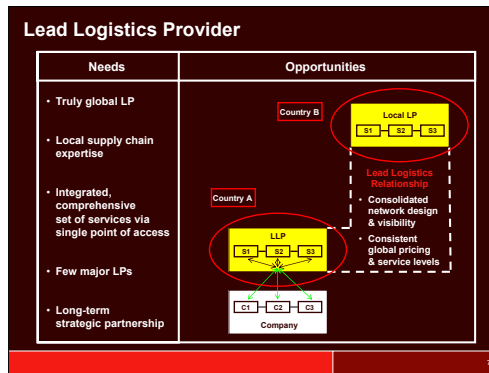 Lead Logistics Provider
Needs
Opportunities
• Truly global LP
• Local supply chain
expertise
• Integrated,
comprehensive
set of services via
single point of access
• Few major LPs
• Long-term
strategic partnership
Country B
Local LP
S1
S2
S3
Lead Logistics
Relationship
• Consolidated
network design
& visibility
• Consistent
global pricing
& service levels
Country A
LLP
S1
S2
S3
C1
C2
C3
Company
7